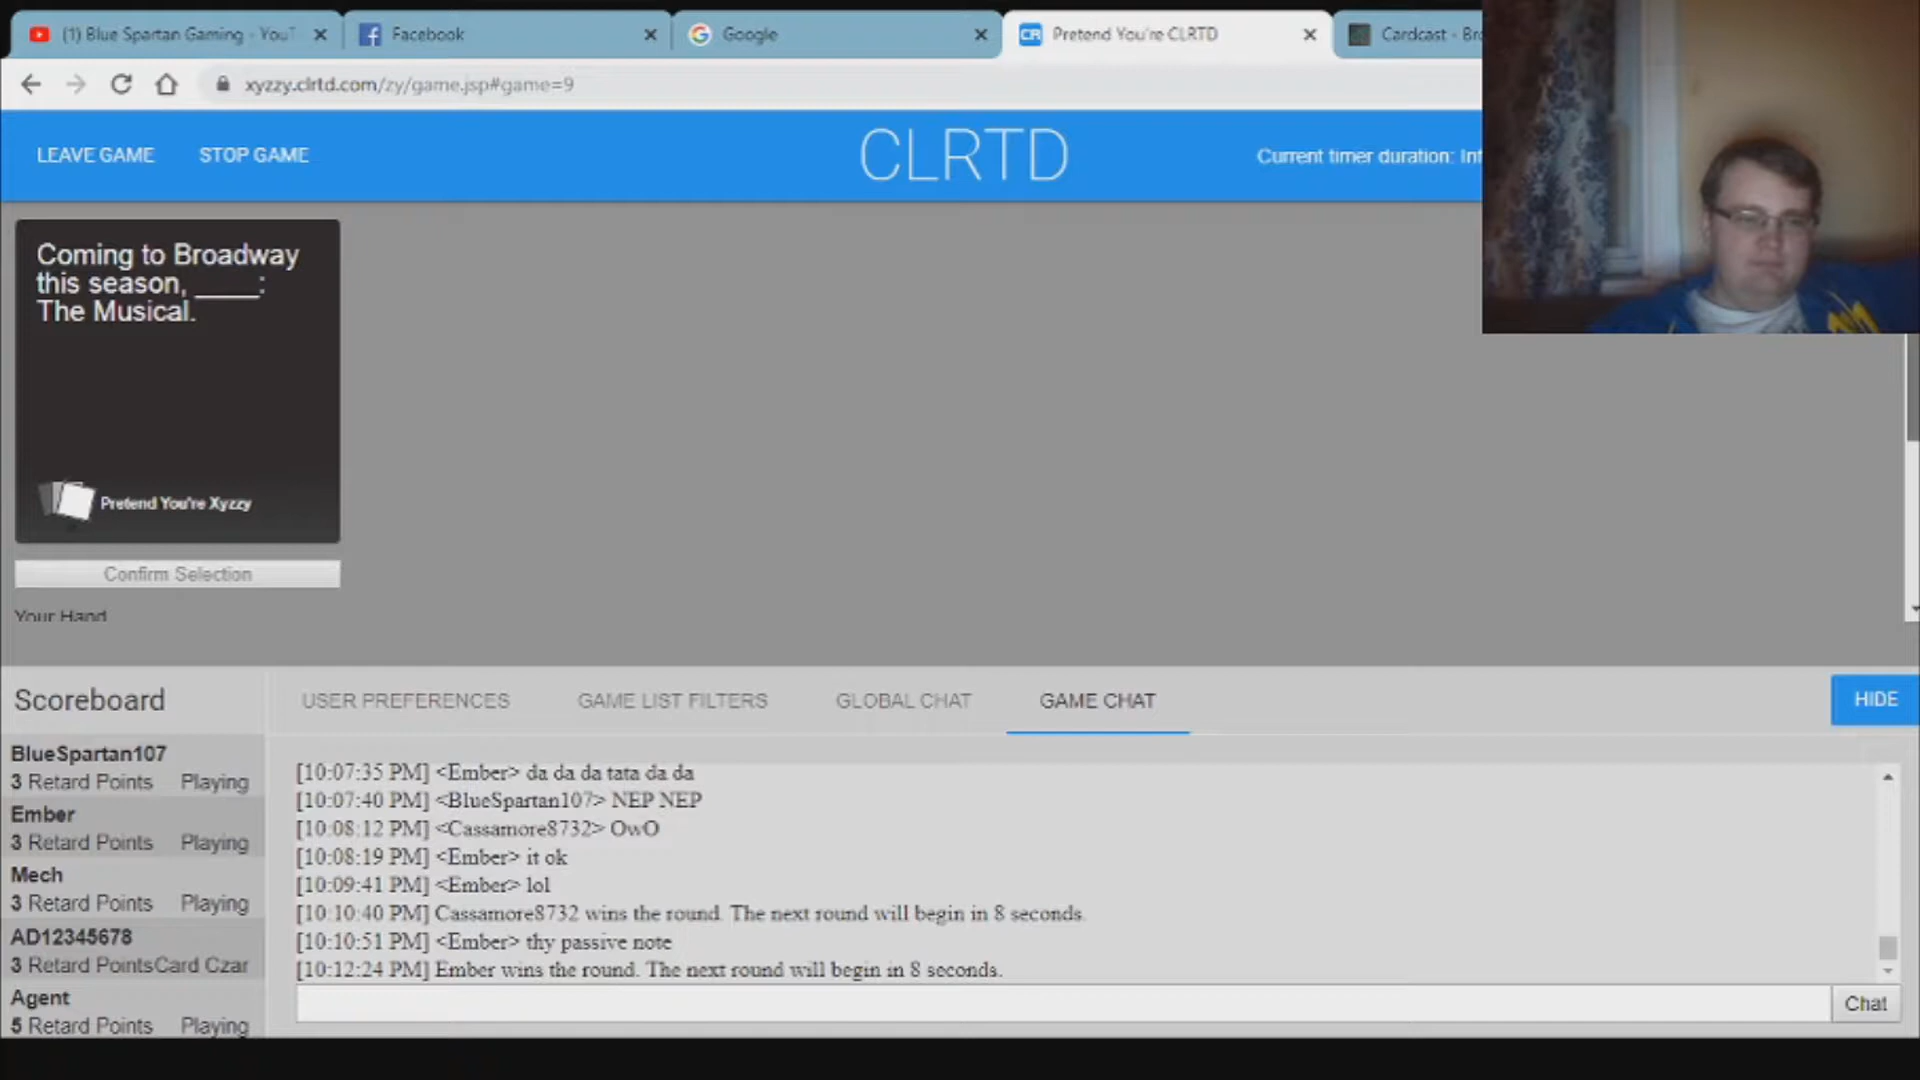 (1) Blue Spartan Gaming - YouT
Facebook
Google
CR Pretend You're CLRTD
Cardcast - Bro
xyzzy.clrtd.com/zy/game.jsp#game=9
LEAVE GAME STOP GAME
CLRTD
Current timer duration: Inf
Coming to Broadway
this season, ____:
The Musical.
Pretend You're Xyzzy
Confirm Selection
Your Hand
Scoreboard
USER PREFERENCES GAME LIST FILTERS GLOBAL CHAT GAME CHAT
HIDE
BlueSpartan107
3 Retard Points Playing
Ember
3 Retard Points Playing
Mech
3 Retard Points Playing
AD12345678
3 Retard Points Card Czar
Agent
5 Retard Points Playing
[10:07:35 PM] <Ember> da da da tata da da
[10:07:40 PM] <BlueSpartan107> NEP NEP
[10:08:12 PM] <Cassamore8732> OwO
[10:08:19 PM] <Ember> it ok
[10:09:41 PM] <Ember> lol
[10:10:40 PM] Cassamore8732 wins the round. The next round will begin in 8 seconds.
[10:10:51 PM] <Ember> thy passive note
[10:12:24 PM] Ember wins the round. The next round will begin in 8 seconds.
Chat